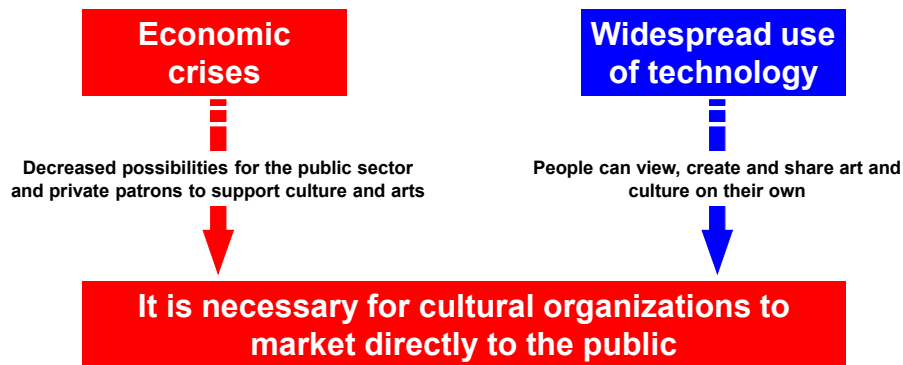 Economic
crises
Widespread use
of technology
Decreased possibilities for the public sector
and private patrons to support culture and arts
People can view, create and share art and
culture on their own
It is necessary for cultural organizations to
market directly to the public